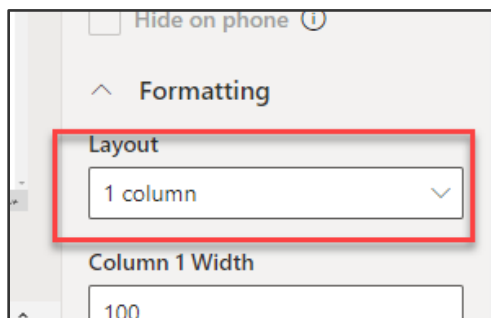 Hide on phone
Formatting
Layout
1 column
Column 1 Width
100